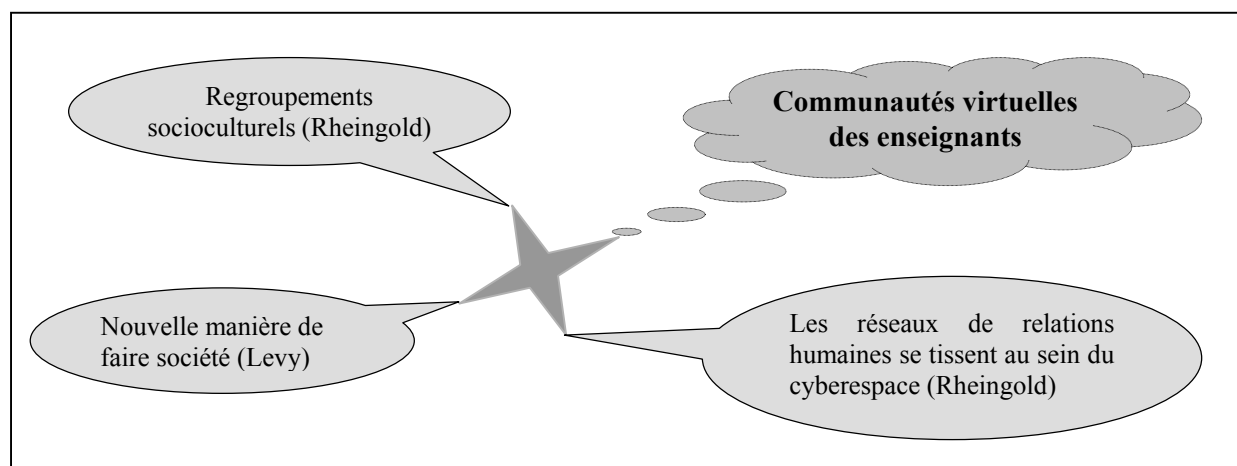 Regroupements
socioculturels (Rheingold)
Communautés virtuelles
des enseignants
Nouvelle manière de
faire société (Levy)
Les réseaux de relations
humaines se tissent au sein du
cyberespace (Rheingold)